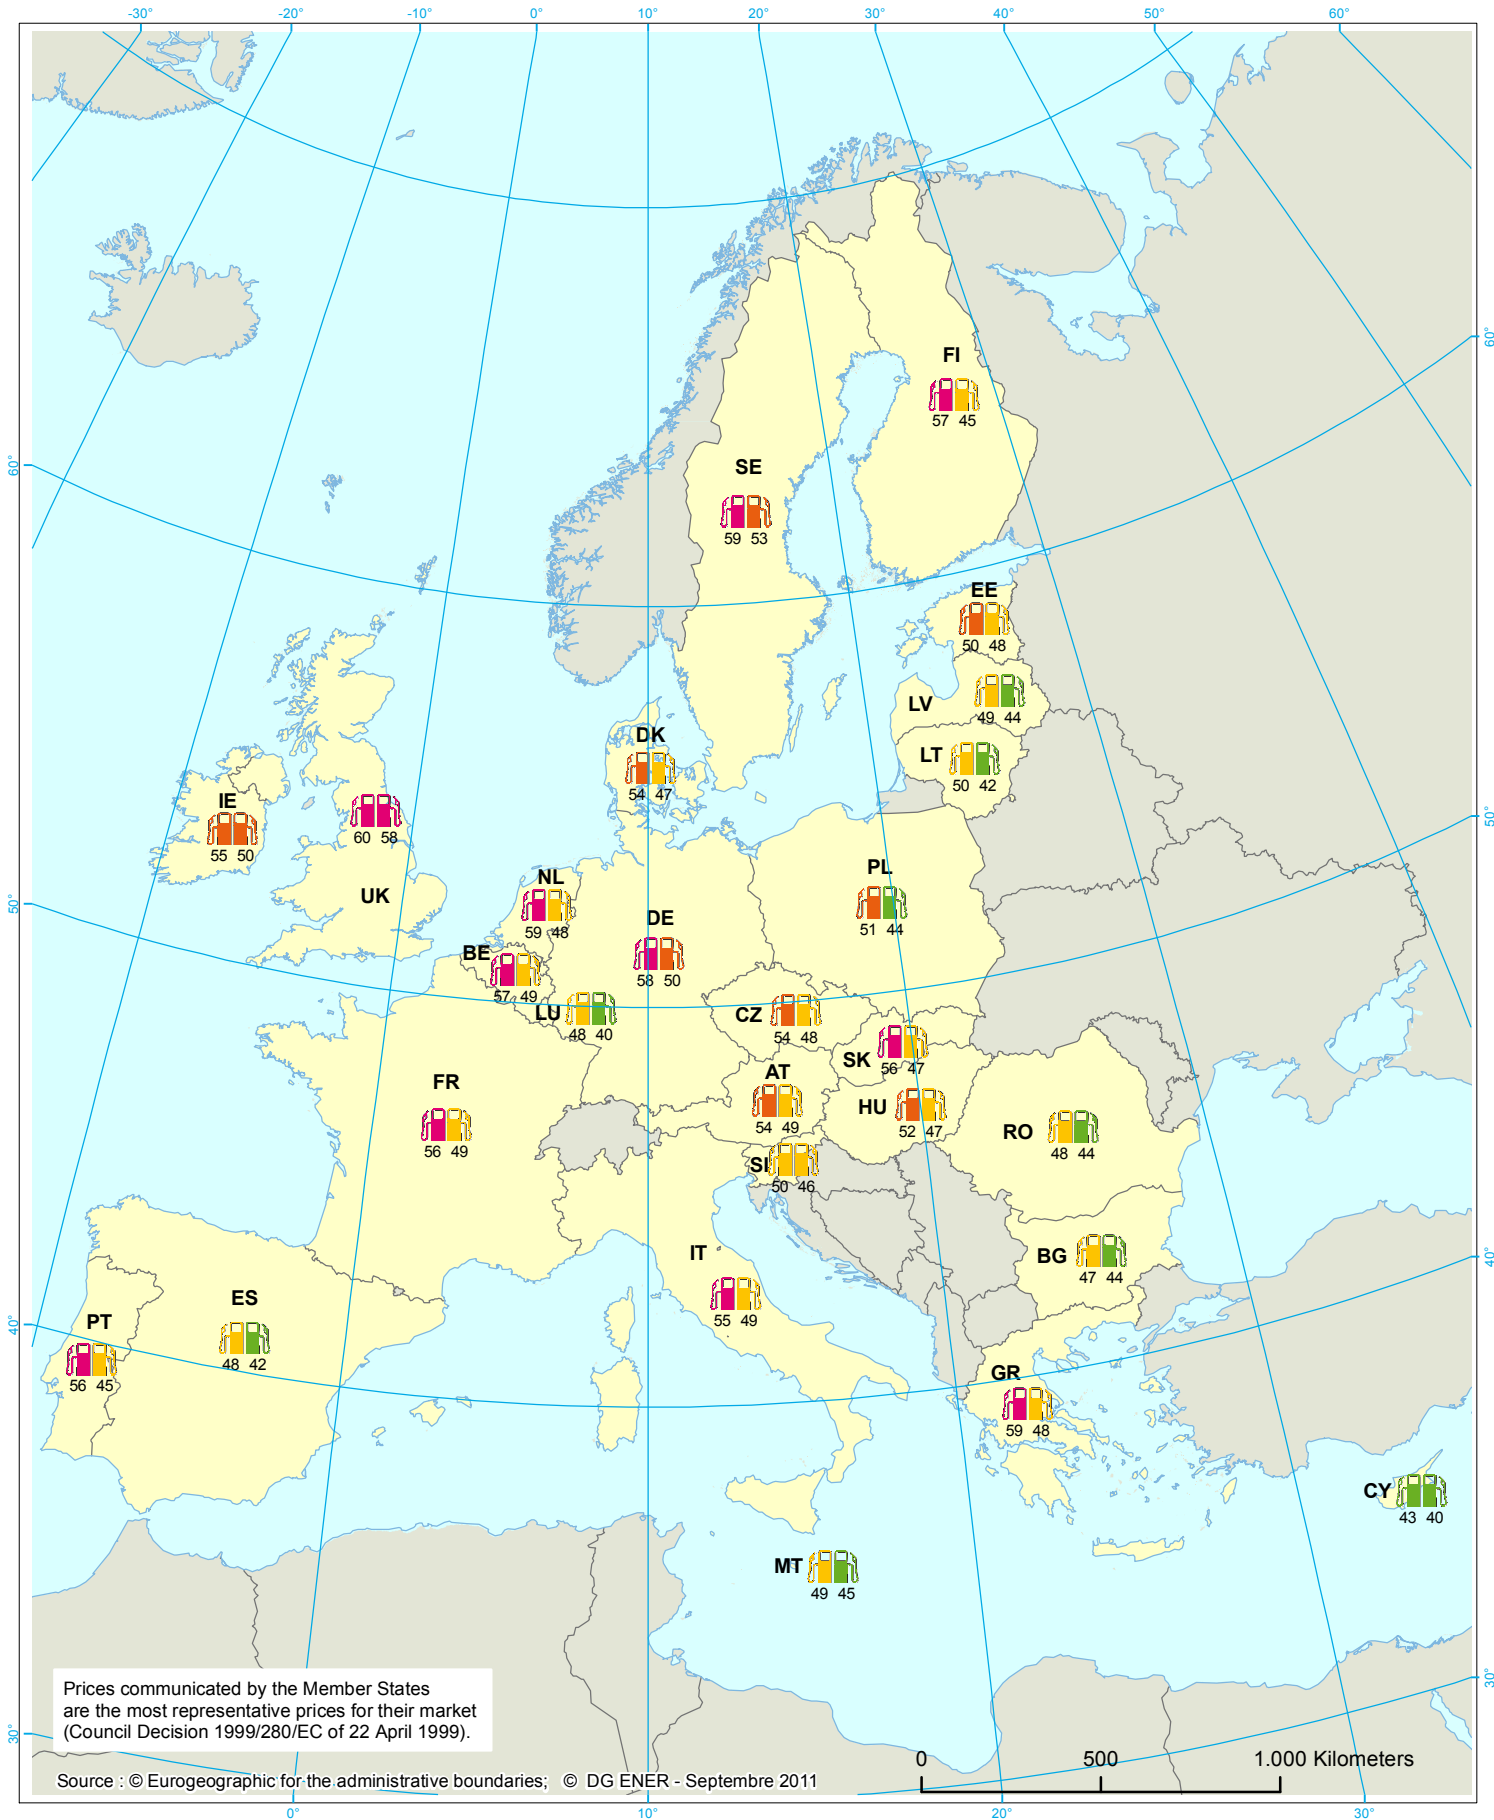 -30° -20° -10° 0° 10° 20° 30° 40° 50° 60°
FI
57 45
60°
SE
60°
59 53
EE
50 48
LV
49 44
DK
LT
54 47
50 42
IE
60 58
50°
55 50
PL
NL
UK
51 44
50°
DE
59 48
BE
58 50
57 49
LU
CZ
48 40
54 48
SK
56 47
AT
FR
HU
54 49
52 47
RO
56 49
48 44
SI
50 46
IT
BG
40°
47 44
ES
55 49
PT
40°
48 42
GR
56 45
59 48
CY
43 40
MT
49 45
30°
Prices communicated by the Member States
are the most representative prices for their market
(Council Decision 1999/280/EC of 22 April 1999).
30°
0 500 1.000 Kilometers
Source : © Eurogeographic for the administrative boundaries; © DG ENER - Septembre 2011
0° 10° 20° 30°